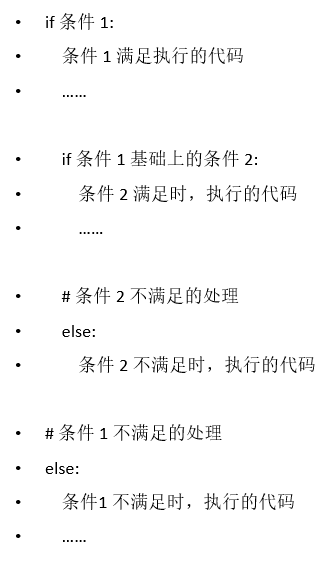 • if 条件 1:
• 条件 1 满足执行的代码
• ……
• if 条件 1 基础上的条件 2:
• 条件 2 满足时，执行的代码
• ……
• # 条件 2 不满足的处理
• else:
• 条件 2 不满足时，执行的代码
• # 条件 1 不满足的处理
• else:
• 条件1 不满足时，执行的代码
• ……